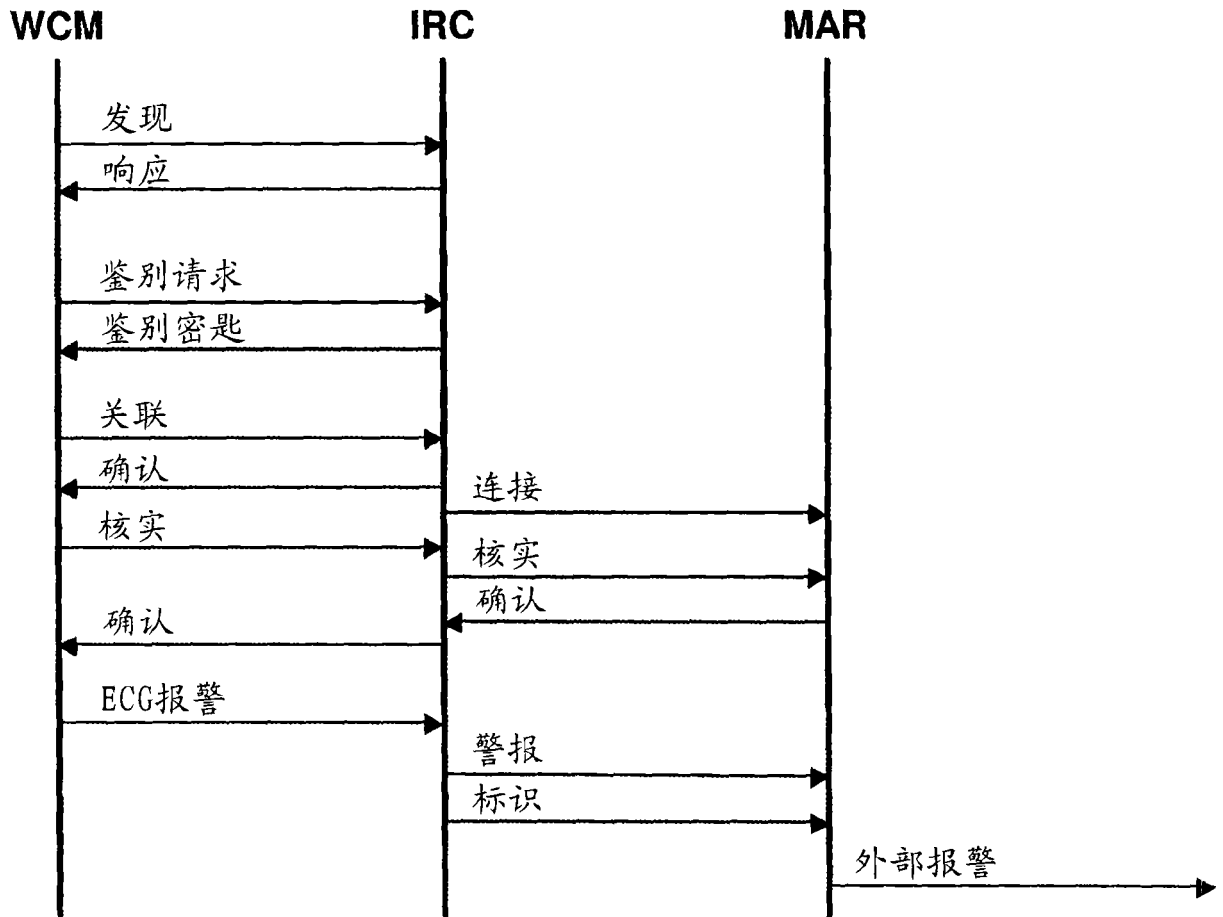 WCM IRC MAR
发现
响应
鉴别请求
鉴别密匙
关联
确认
连接
核实
核实
确认
确认
ECG报警
警报
标识
外部报警